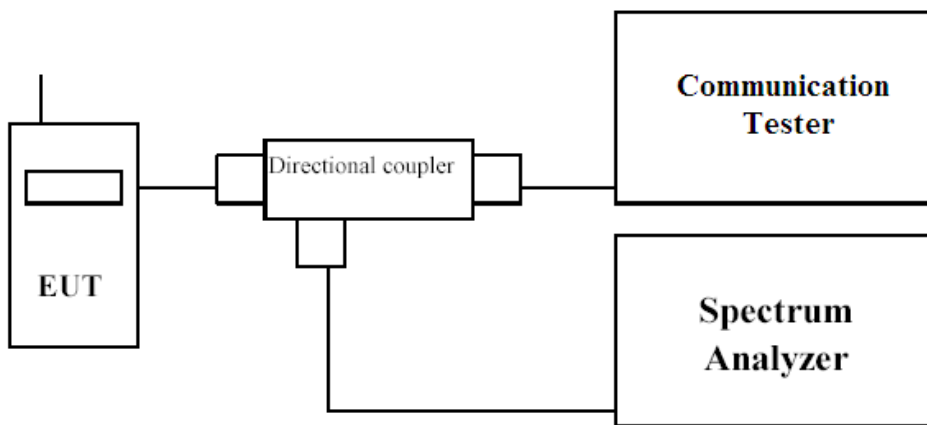 Communication
Tester
Directional coupler
EUT
Spectrum
Analyzer